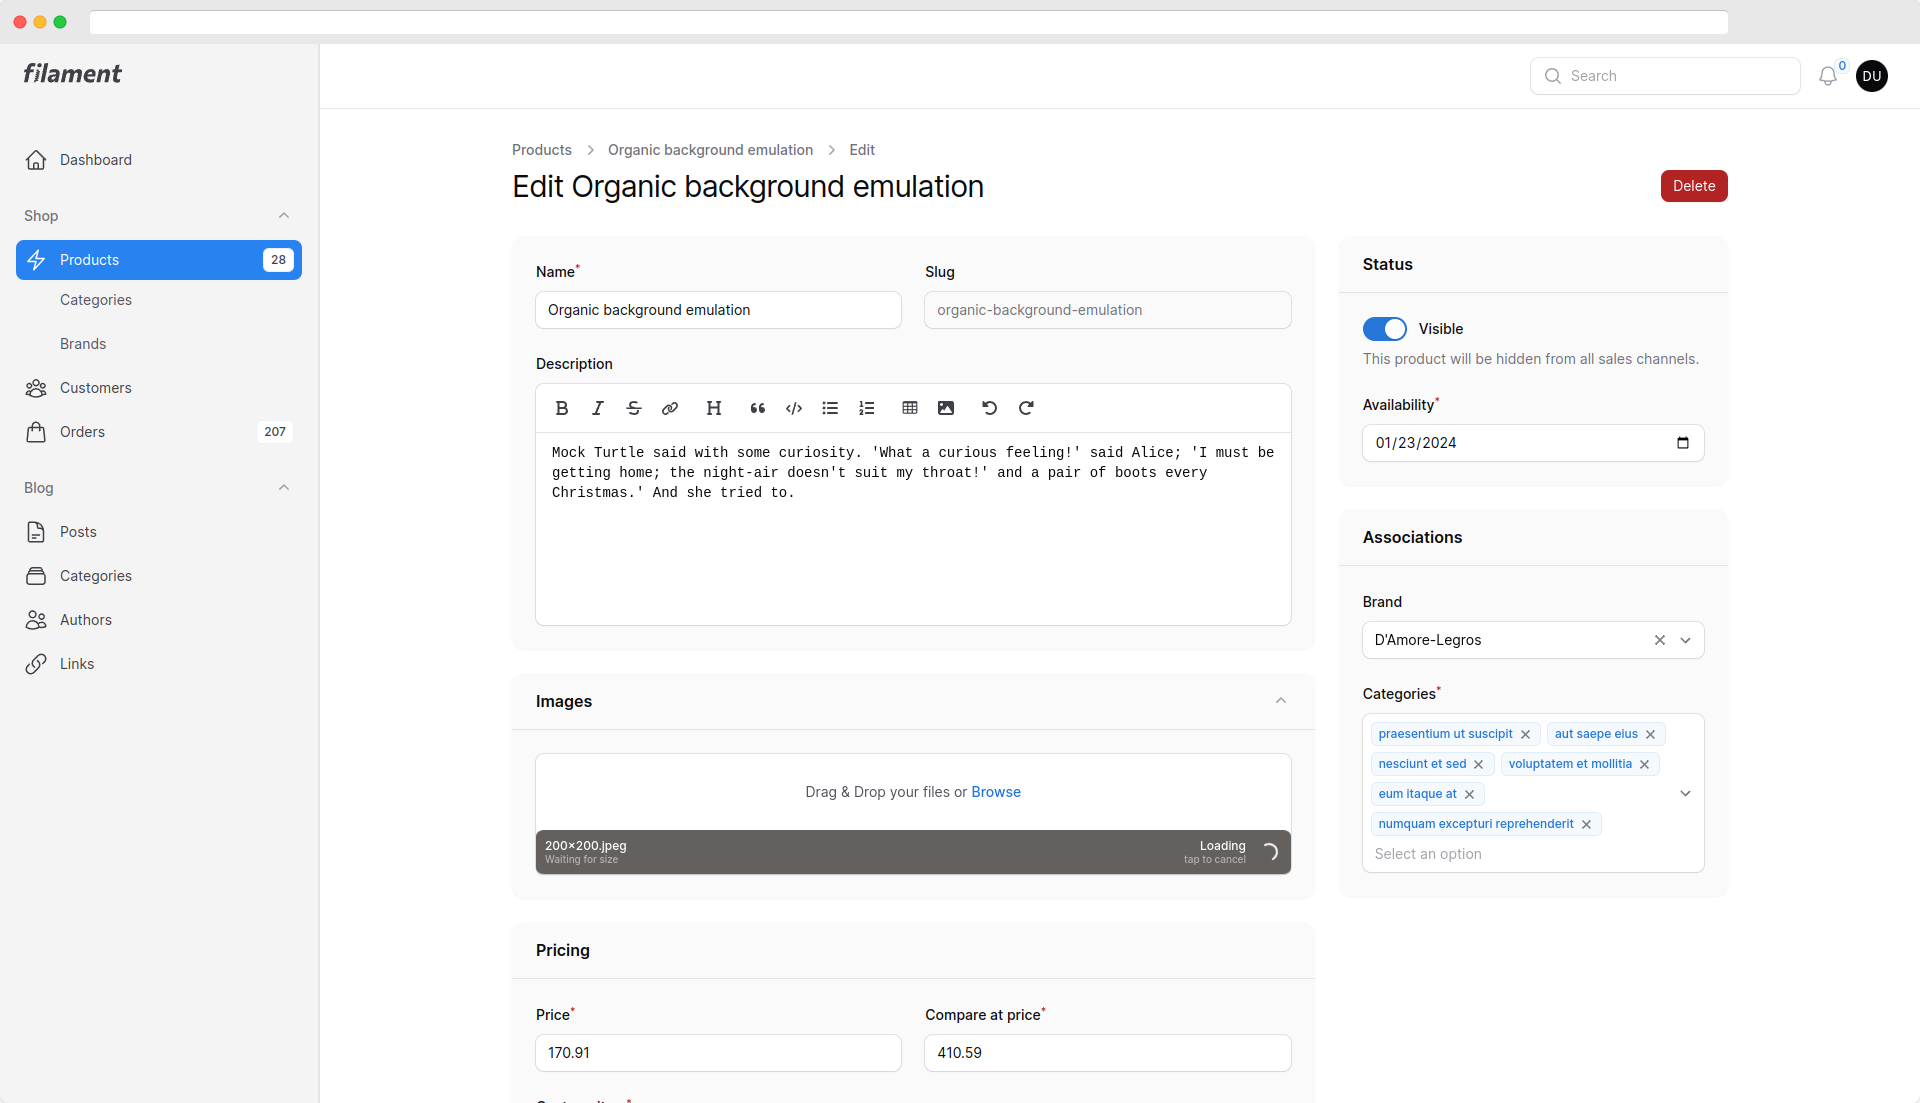 filament
Search
0
DU
Dashboard
Shop
Products
28
Categories
Brands
Customers
Orders
207
Blog
Posts
Categories
Authors
Links
Products > Organic background emulation > Edit
Edit Organic background emulation
Delete
Name*
Slug
Organic background emulation
organic-background-emulation
Description
Mock Turtle said with some curiosity. 'What a curious feeling!' said Alice; 'I must be
getting home; the night-air doesn't suit my throat!' and a pair of boots every
Christmas.' And she tried to.
Images
Drag & Drop your files or Browse
200×200.jpeg
Waiting for size
Loading
tap to cancel
Pricing
Price*
Compare at price*
170.91
410.59
Status
Visible
This product will be hidden from all sales channels.
Availability*
01/23/2024
Associations
Brand
D'Amore-Legros
Categories*
praesentium ut suscipit
aut saepe eius
nesciunt et sed
voluptatem et mollitia
eum itaque at
numquam excepturi reprehenderit
Select an option